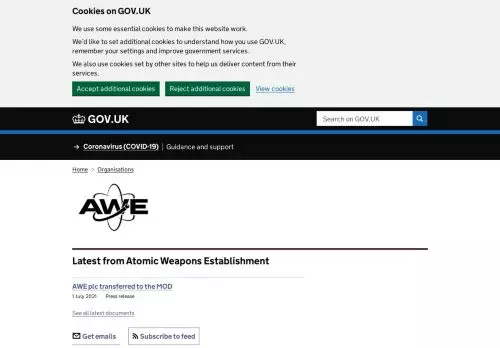 Cookies on GOV.UK
We use some essential cookies to make this website work.
We'd like to set additional cookies to understand how you use GOV.UK,
remember your settings and improve government services.
We also use cookies set by other sites to help us deliver content from their
services.
Accept additional cookies Reject additional cookies View cookies
GOV.UK Search on GOV.UK
→ Coronavirus (COVID-19) Guidance and support
Home > Organisations
AWE
Latest from Atomic Weapons Establishment
AWE plc transferred to the MOD
1 July 2021 Press release
See all latest documents
Get emails Subscribe to feed